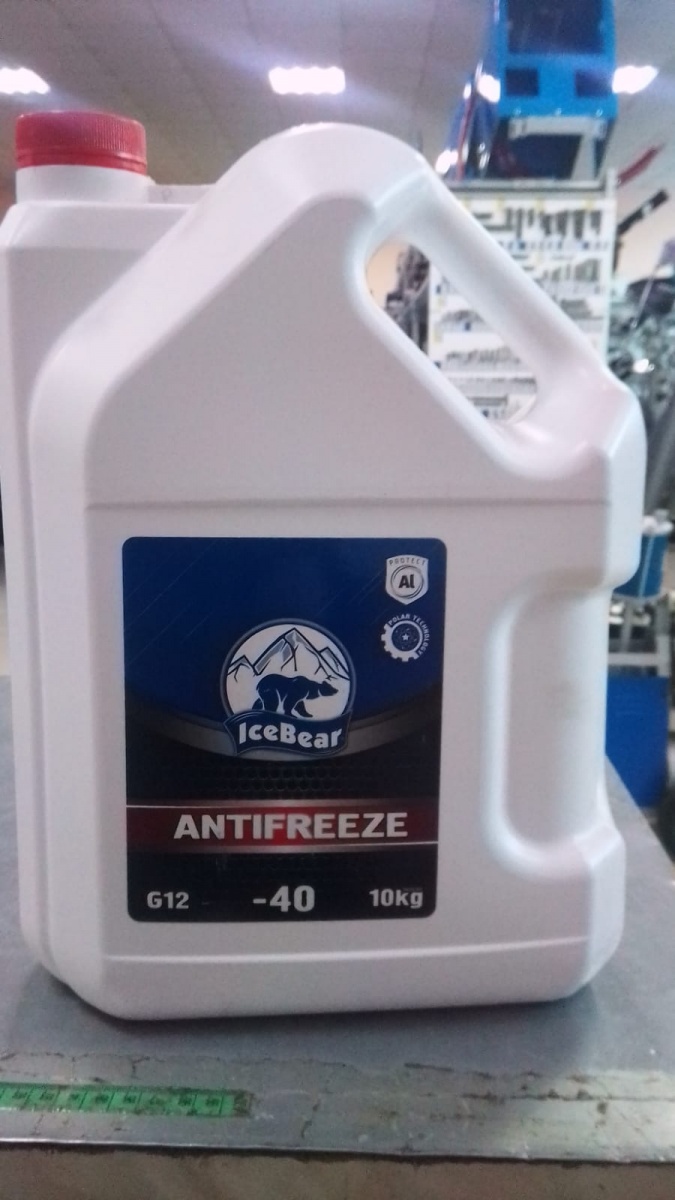 PROTECT
Al
POLAR TECHNOLOGY
IceBear
ANTIFREEZE
G12 -40 10kg